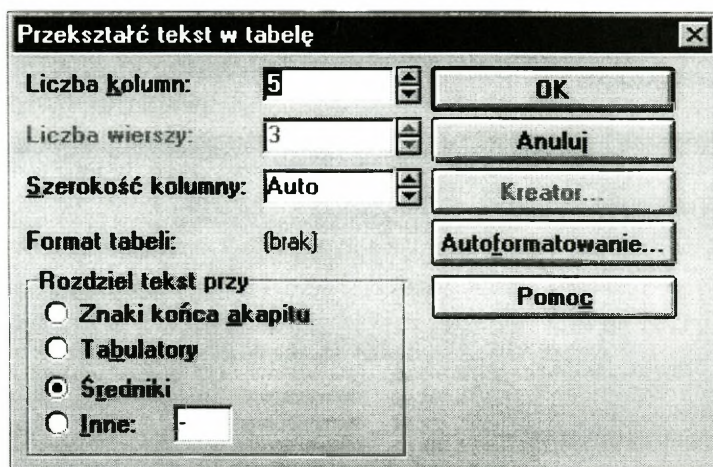 Przekształć tekst w tabelę
Liczba kolumn: 5
OK
Liczba wierszy: 3
Anuluj
Szerokość kolumny: Auto
Kreator...
Format tabeli: (brak)
Autoformatowanie...
Rozdziel tekst przy
Pomoc
Znaki końca akapitu
Tabulatory
Średniki
Inne: -